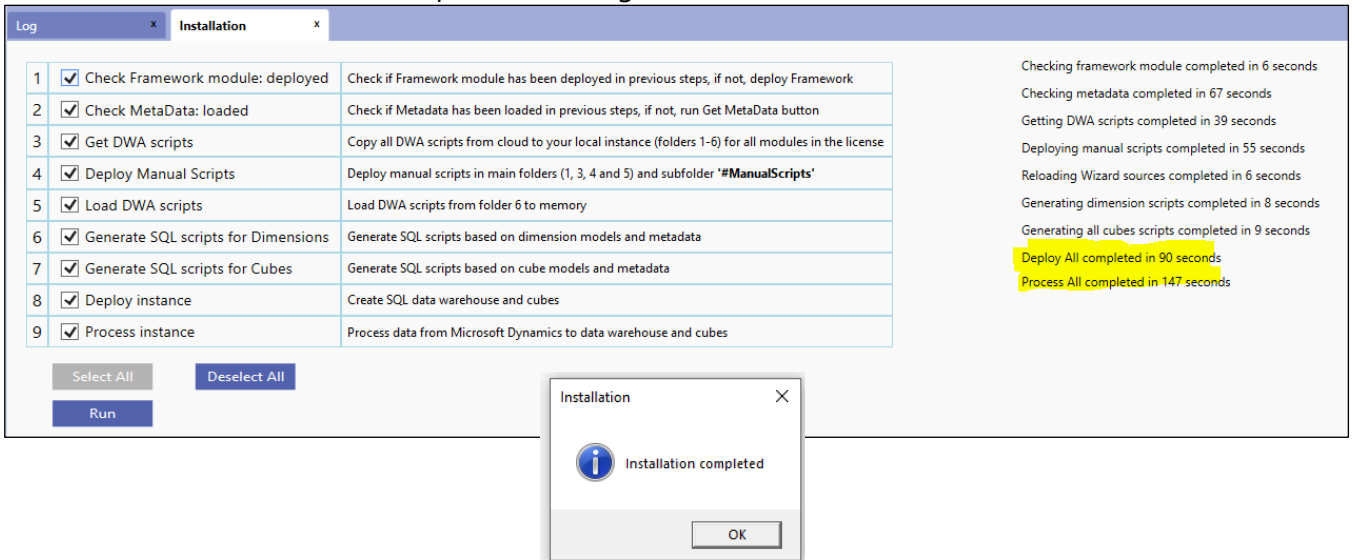 Log x Installation x
1 Check Framework module: deployed Check if Framework module has been deployed in previous steps, if not, deploy Framework
2 Check MetaData: loaded Check if Metadata has been loaded in previous steps, if not, run Get MetaData button
3 Get DWA scripts Copy all DWA scripts from cloud to your local instance (folders 1-6) for all modules in the license
4 Deploy Manual Scripts Deploy manual scripts in main folders (1, 3, 4 and 5) and subfolder '#ManualScripts'
5 Load DWA scripts Load DWA scripts from folder 6 to memory
6 Generate SQL scripts for Dimensions Generate SQL scripts based on dimension models and metadata
7 Generate SQL scripts for Cubes Generate SQL scripts based on cube models and metadata
8 Deploy instance Create SQL data warehouse and cubes
9 Process instance Process data from Microsoft Dynamics to data warehouse and cubes
Select All Deselect All
Run
Checking framework module completed in 6 seconds
Checking metadata completed in 67 seconds
Getting DWA scripts completed in 39 seconds
Deploying manual scripts completed in 55 seconds
Reloading Wizard sources completed in 6 seconds
Generating dimension scripts completed in 8 seconds
Generating all cubes scripts completed in 9 seconds
Deploy All completed in 90 seconds
Process All completed in 147 seconds
Installation
Installation completed
OK